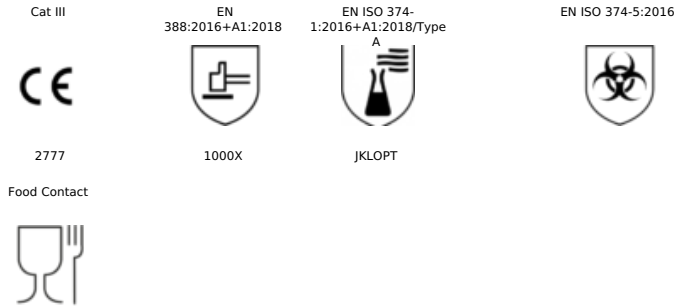 Cat III
EN
388:2016+A1:2018
EN ISO 374-
1:2016+A1:2018/Type
A
EN ISO 374-5:2016
CE
2777
1000X
JKLOPT
Food Contact